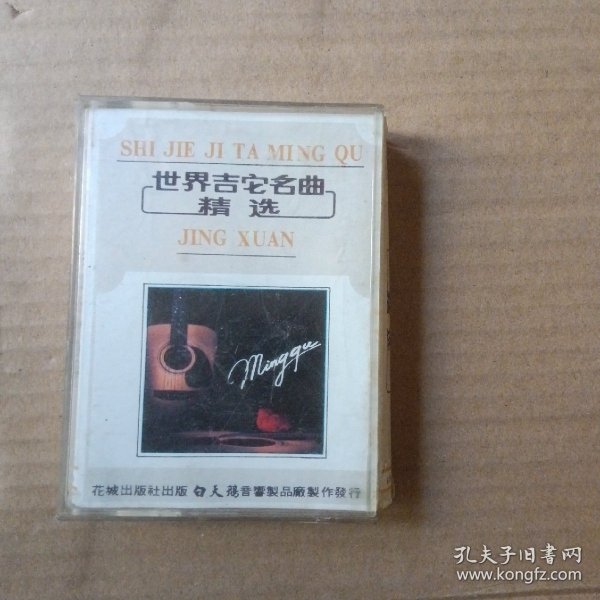 SHI JIE JI TA MING QU
世界吉它名曲
精选
JING XUAN
Mingqu
花城出版社出版 白天鹅音響製品廠製作發行
孔夫子旧书网
www.kongfz.com